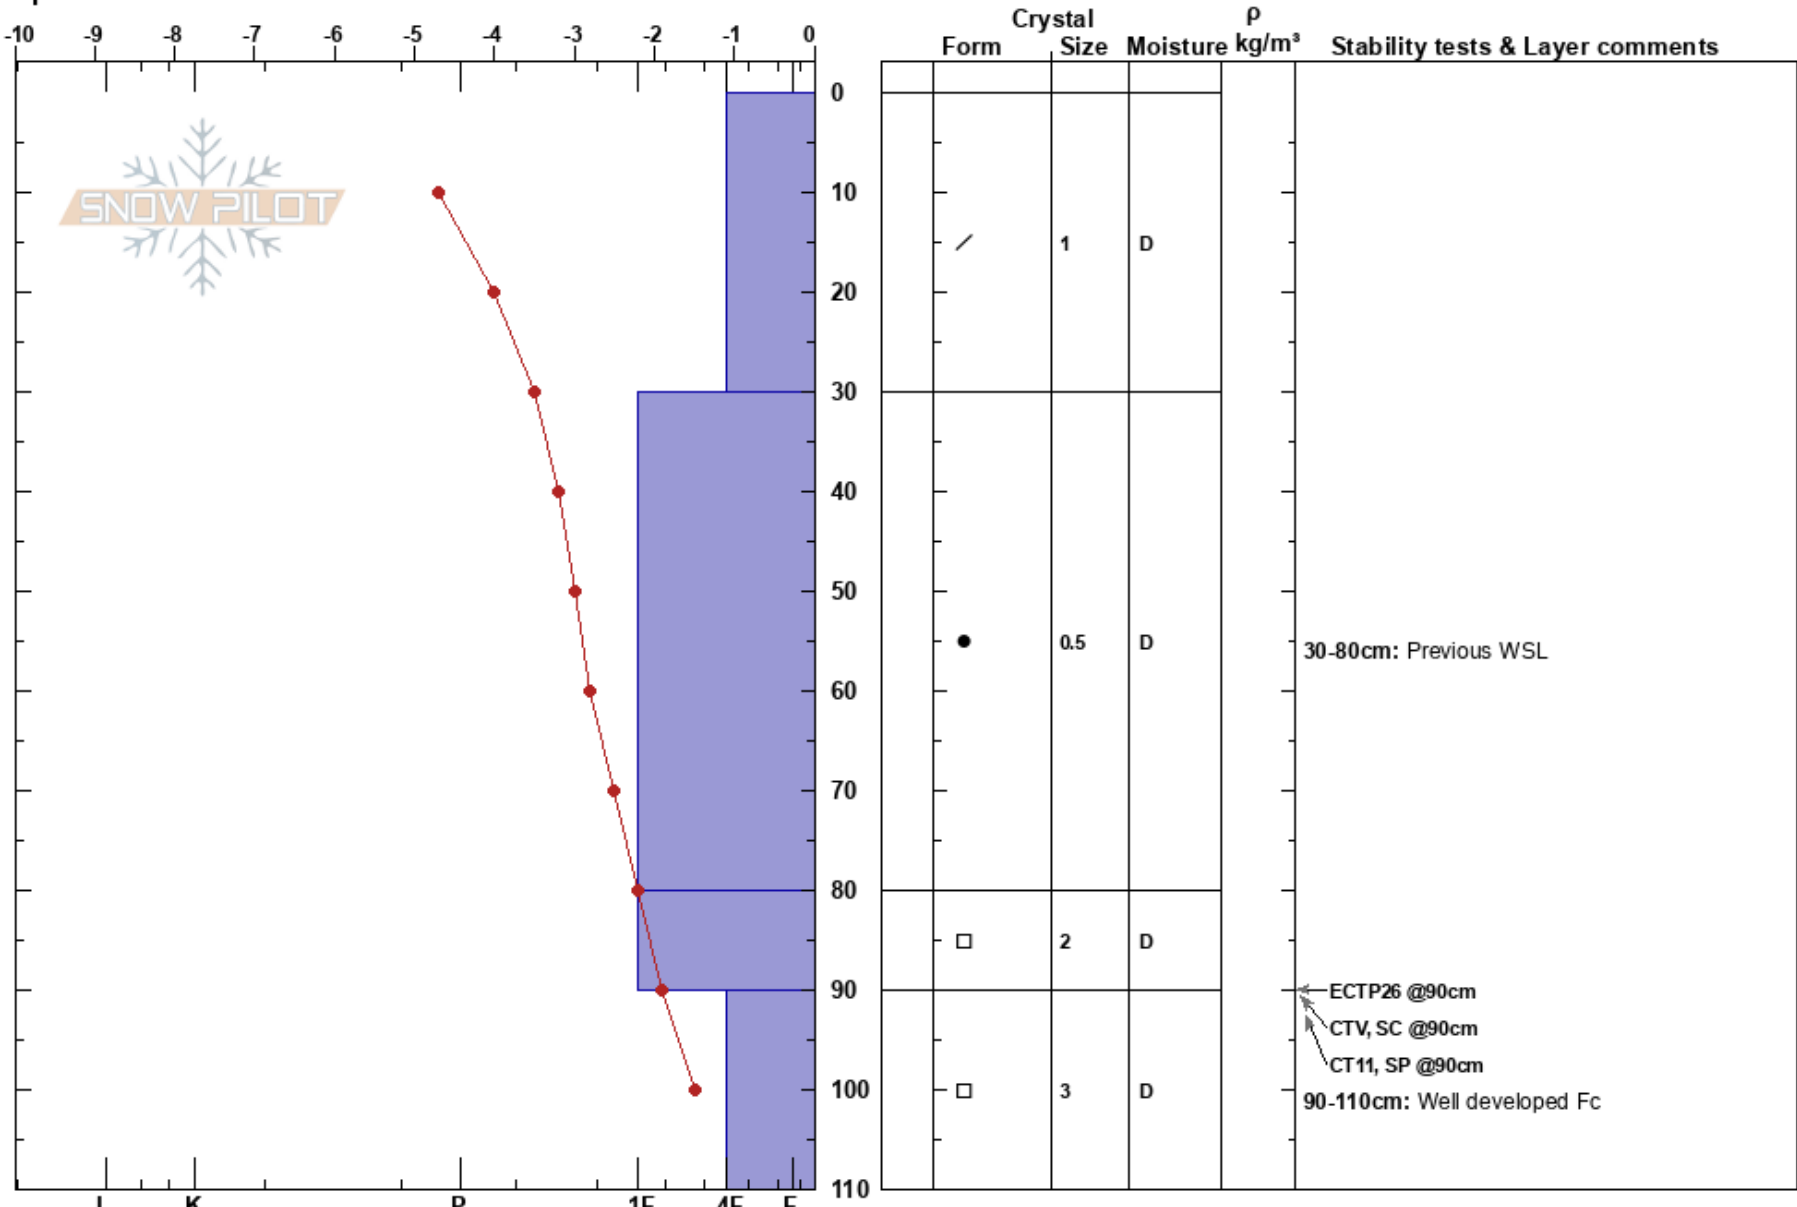 Crystal ρ
-10 -9 -8 -7 -6 -5 -4 -3 -2 -1 0
Form Size Moisture kg/m³ Stability tests & Layer comments
0
SNOW PILOT
10
1 D
20
30
40
50
0.5 D
30-80cm: Previous WSL
60
70
80
2 D
90
ECTP26 @90cm
CTV, SC @90cm
CT11, SP @90cm
100
3 D
90-110cm: Well developed Fc
110
I K P 1F 4F F